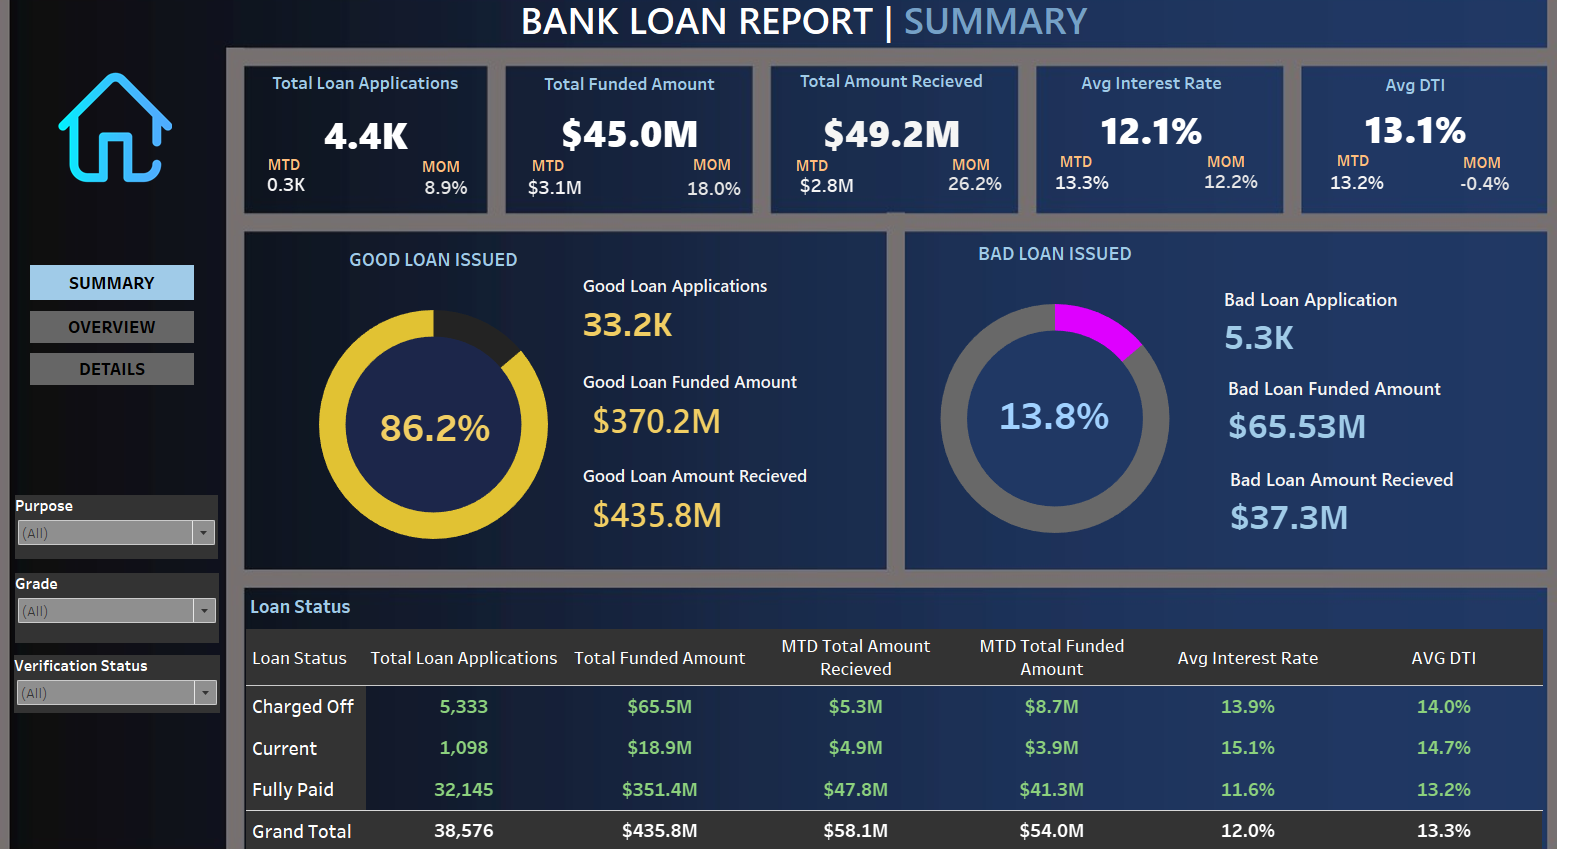 BANK LOAN REPORT | SUMMARY
Total Loan Applications
4.4K
MTD MOM
0.3K 8.9%
Total Funded Amount
$45.0M
MTD MOM
$3.1M 18.0%
Total Amount Recieved
$49.2M
MTD MOM
$2.8M 26.2%
Avg Interest Rate
12.1%
MTD MOM
13.3% 12.2%
Avg DTI
13.1%
MTD MOM
13.2% -0.4%
SUMMARY
OVERVIEW
DETAILS
Purpose
(All)
Grade
(All)
Verification Status
(All)
GOOD LOAN ISSUED
86.2%
Good Loan Applications
33.2K
Good Loan Funded Amount
$370.2M
Good Loan Amount Recieved
$435.8M
BAD LOAN ISSUED
13.8%
Bad Loan Application
5.3K
Bad Loan Funded Amount
$65.53M
Bad Loan Amount Recieved
$37.3M
Loan Status
Loan Status Total Loan Applications Total Funded Amount MTD Total Amount Recieved MTD Total Funded Amount Avg Interest Rate AVG DTI
Charged Off 5,333 $65.5M $5.3M $8.7M 13.9% 14.0%
Current 1,098 $18.9M $4.9M $3.9M 15.1% 14.7%
Fully Paid 32,145 $351.4M $47.8M $41.3M 11.6% 13.2%
Grand Total 38,576 $435.8M $58.1M $54.0M 12.0% 13.3%